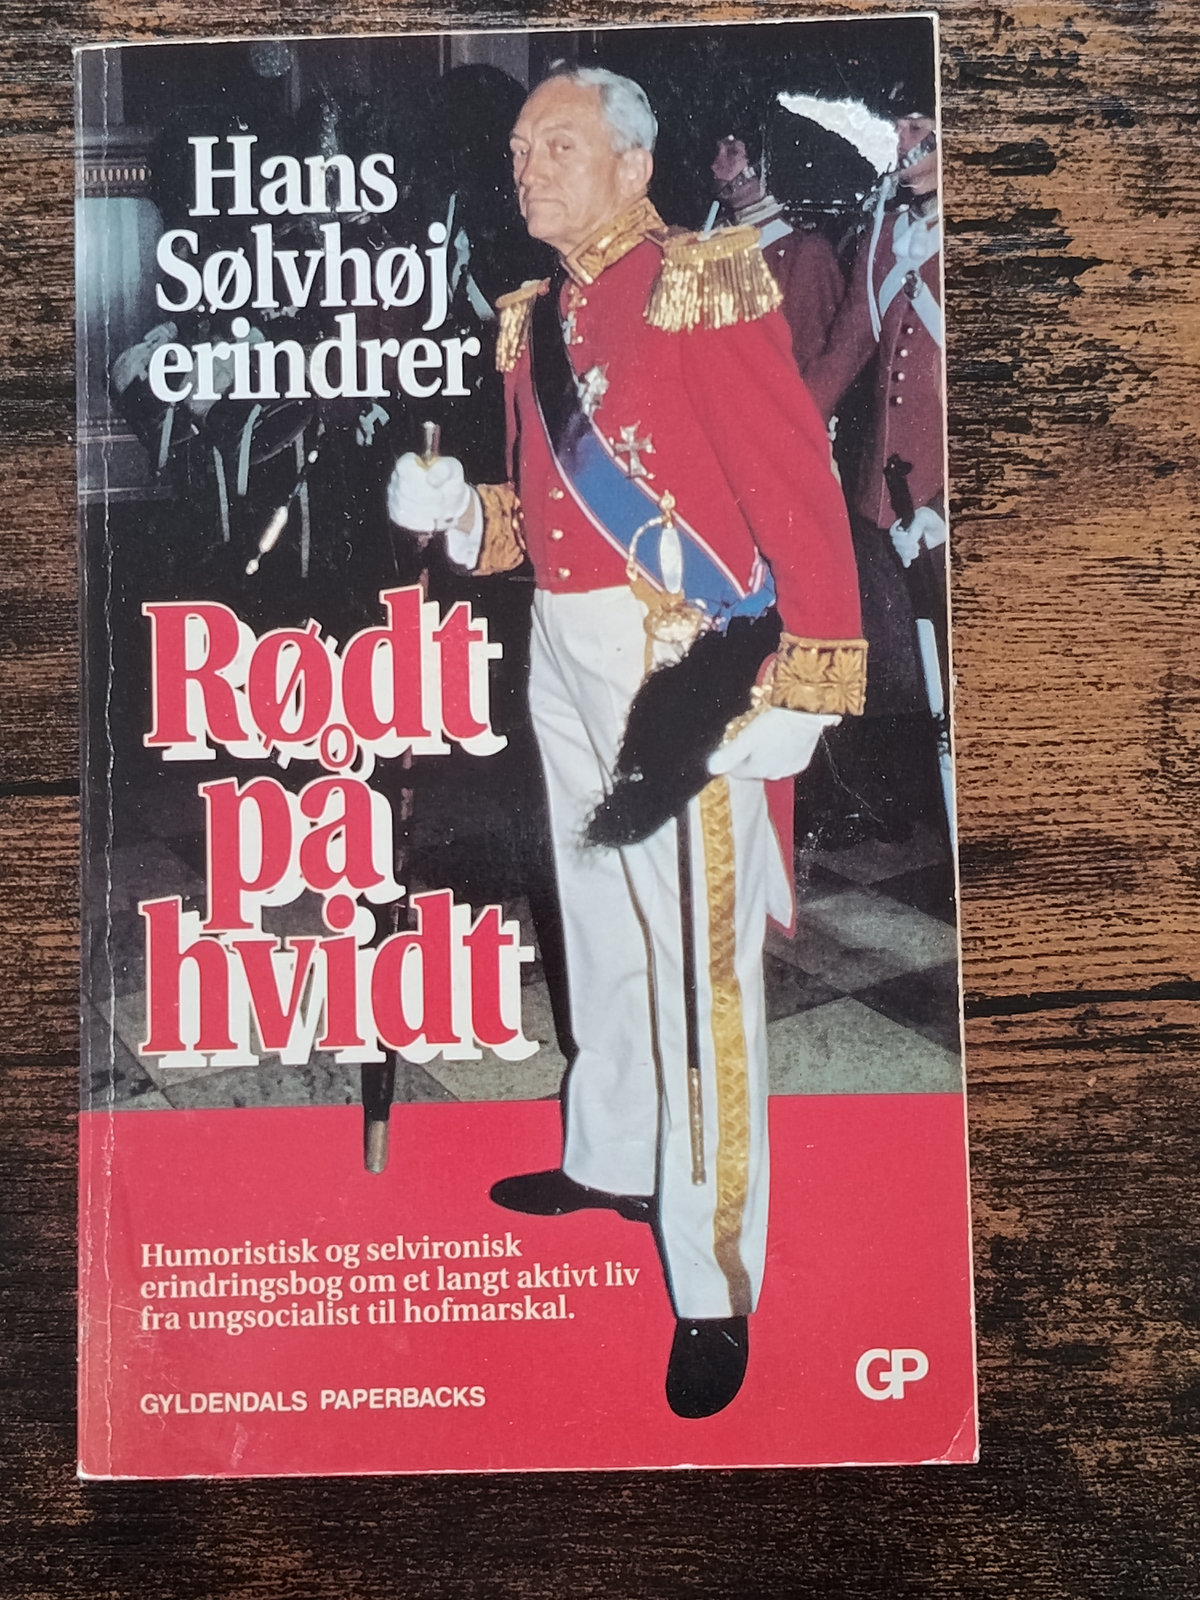 Hans
Sølvhøj
erindrer
Rødt
på
hvidt
Humoristisk og selvironisk
erindringsbog om et langt aktivt liv
fra ungsocialist til hofmarskal.
GYLDENDALS PAPERBACKS
GP